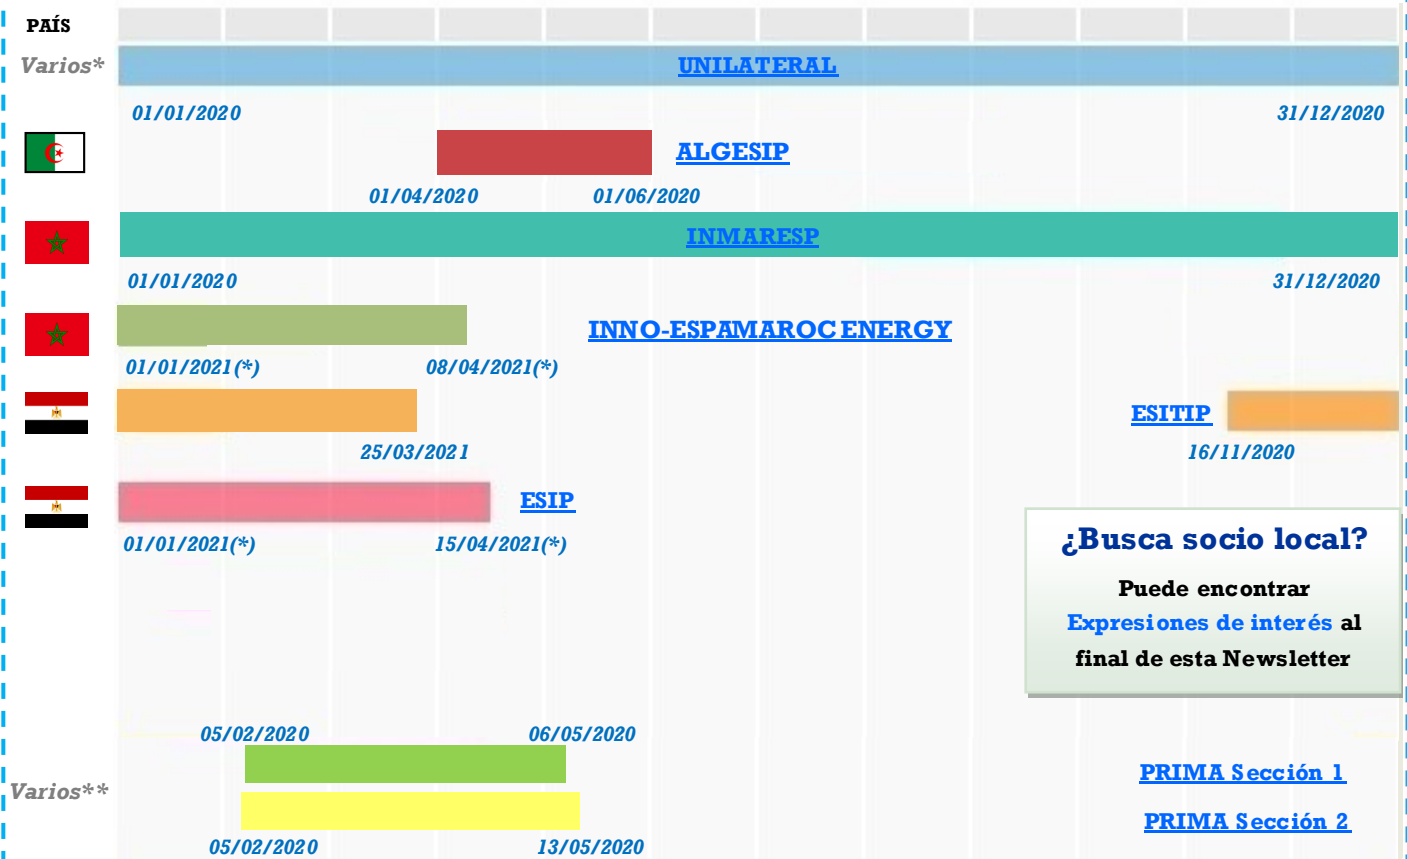 PAÍS
Varios*
UNILATERAL
01/01/2020
31/12/2020
ALGESIP
01/04/2020
01/06/2020
INMARESP
01/01/2020
31/12/2020
INNO-ESPAMAROC ENERGY
01/01/2021(*)
08/04/2021(*)
ESITIP
25/03/2021
16/11/2020
ESIP
01/01/2021(*)
15/04/2021(*)
¿Busca socio local?
Puede encontrar
Expresiones de interés al
final de esta Newsletter
05/02/2020
06/05/2020
PRIMA Sección 1
Varios**
PRIMA Sección 2
05/02/2020
13/05/2020